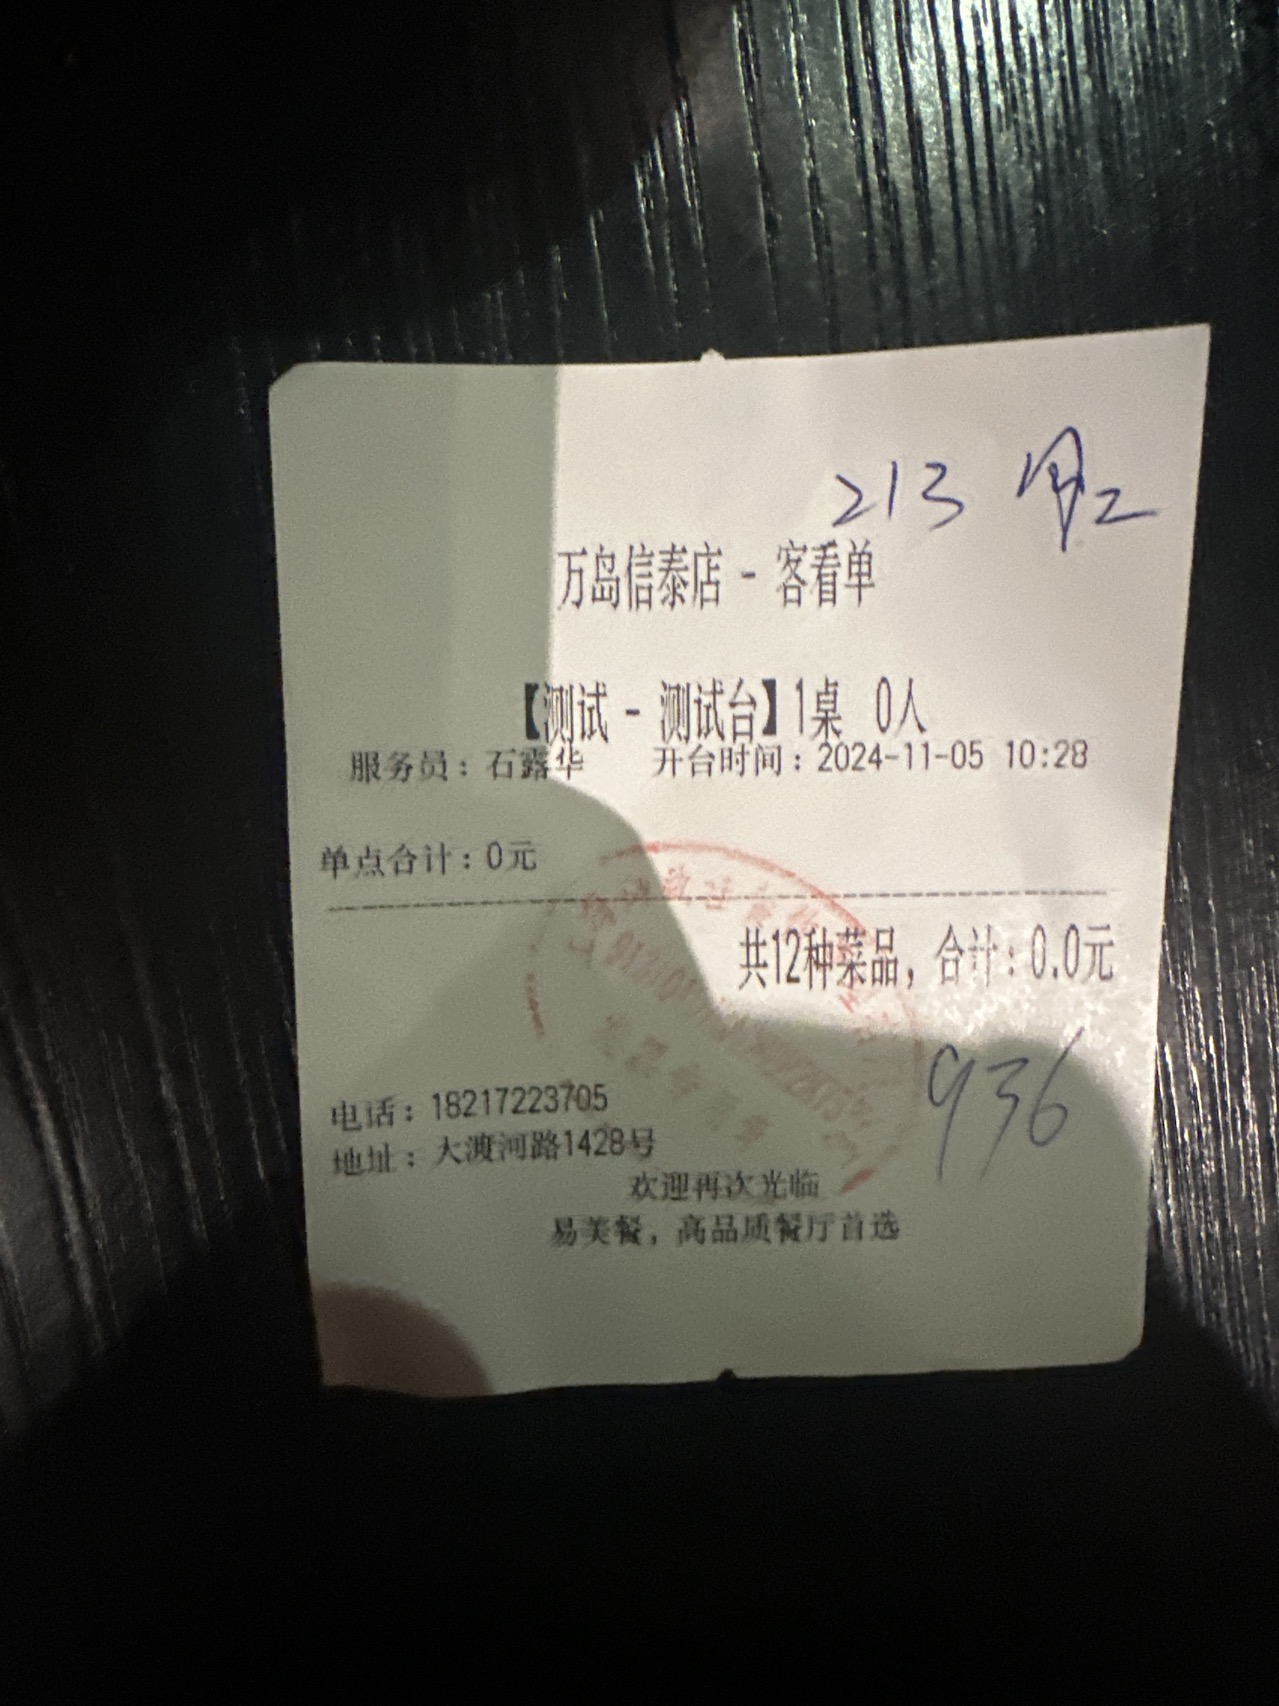 213
万岛信泰店 - 客看单
【测试 - 测试台】1桌 0人
服务员：石露华 开台时间：2024-11-05 10:28
单点合计：0元
共12种菜品，合计：0.0元
936
电话：18217223705
地址：大渡河路1428号
欢迎再次光临
易美餐，高品质餐厅首选